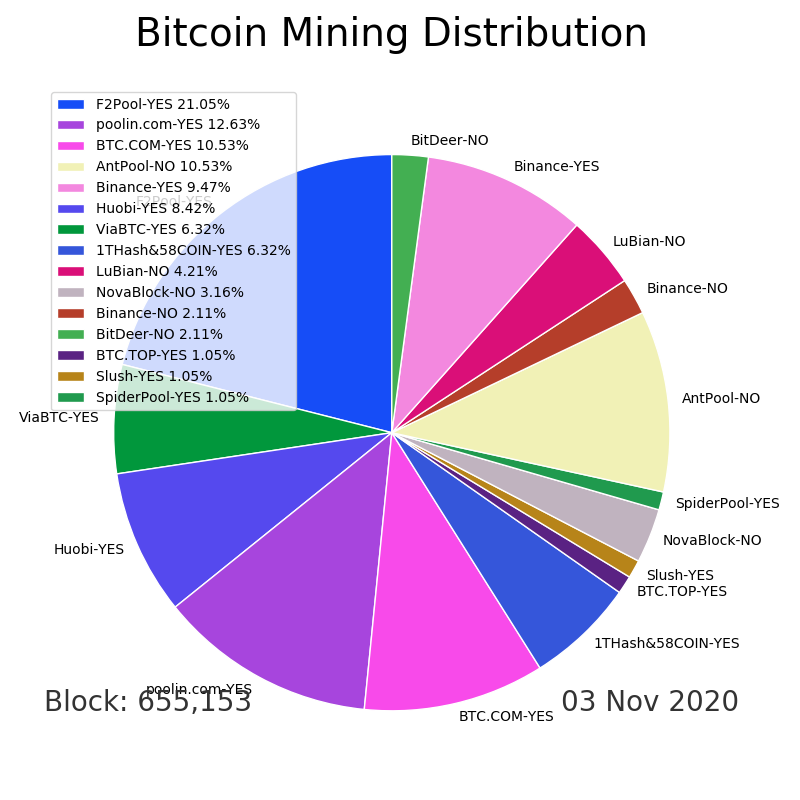 Bitcoin Mining Distribution
F2Pool-YES 21.05%
poolin.com-YES 12.63%
BTC.COM-YES 10.53%
AntPool-NO 10.53%
Binance-YES 9.47%
Huobi-YES 8.42%
ViaBTC-YES 6.32%
1THash&58COIN-YES 6.32%
LuBian-NO 4.21%
NovaBlock-NO 3.16%
Binance-NO 2.11%
BitDeer-NO 2.11%
BTC.TOP-YES 1.05%
Slush-YES 1.05%
SpiderPool-YES 1.05%
BitDeer-NO
Binance-YES
F2Pool-YES
LuBian-NO
Binance-NO
AntPool-NO
ViaBTC-YES
SpiderPool-YES
NovaBlock-NO
Huobi-YES
Slush-YES
BTC.TOP-YES
1THash&58COIN-YES
poolin.com-YES
BTC.COM-YES
Block: 655,153
03 Nov 2020